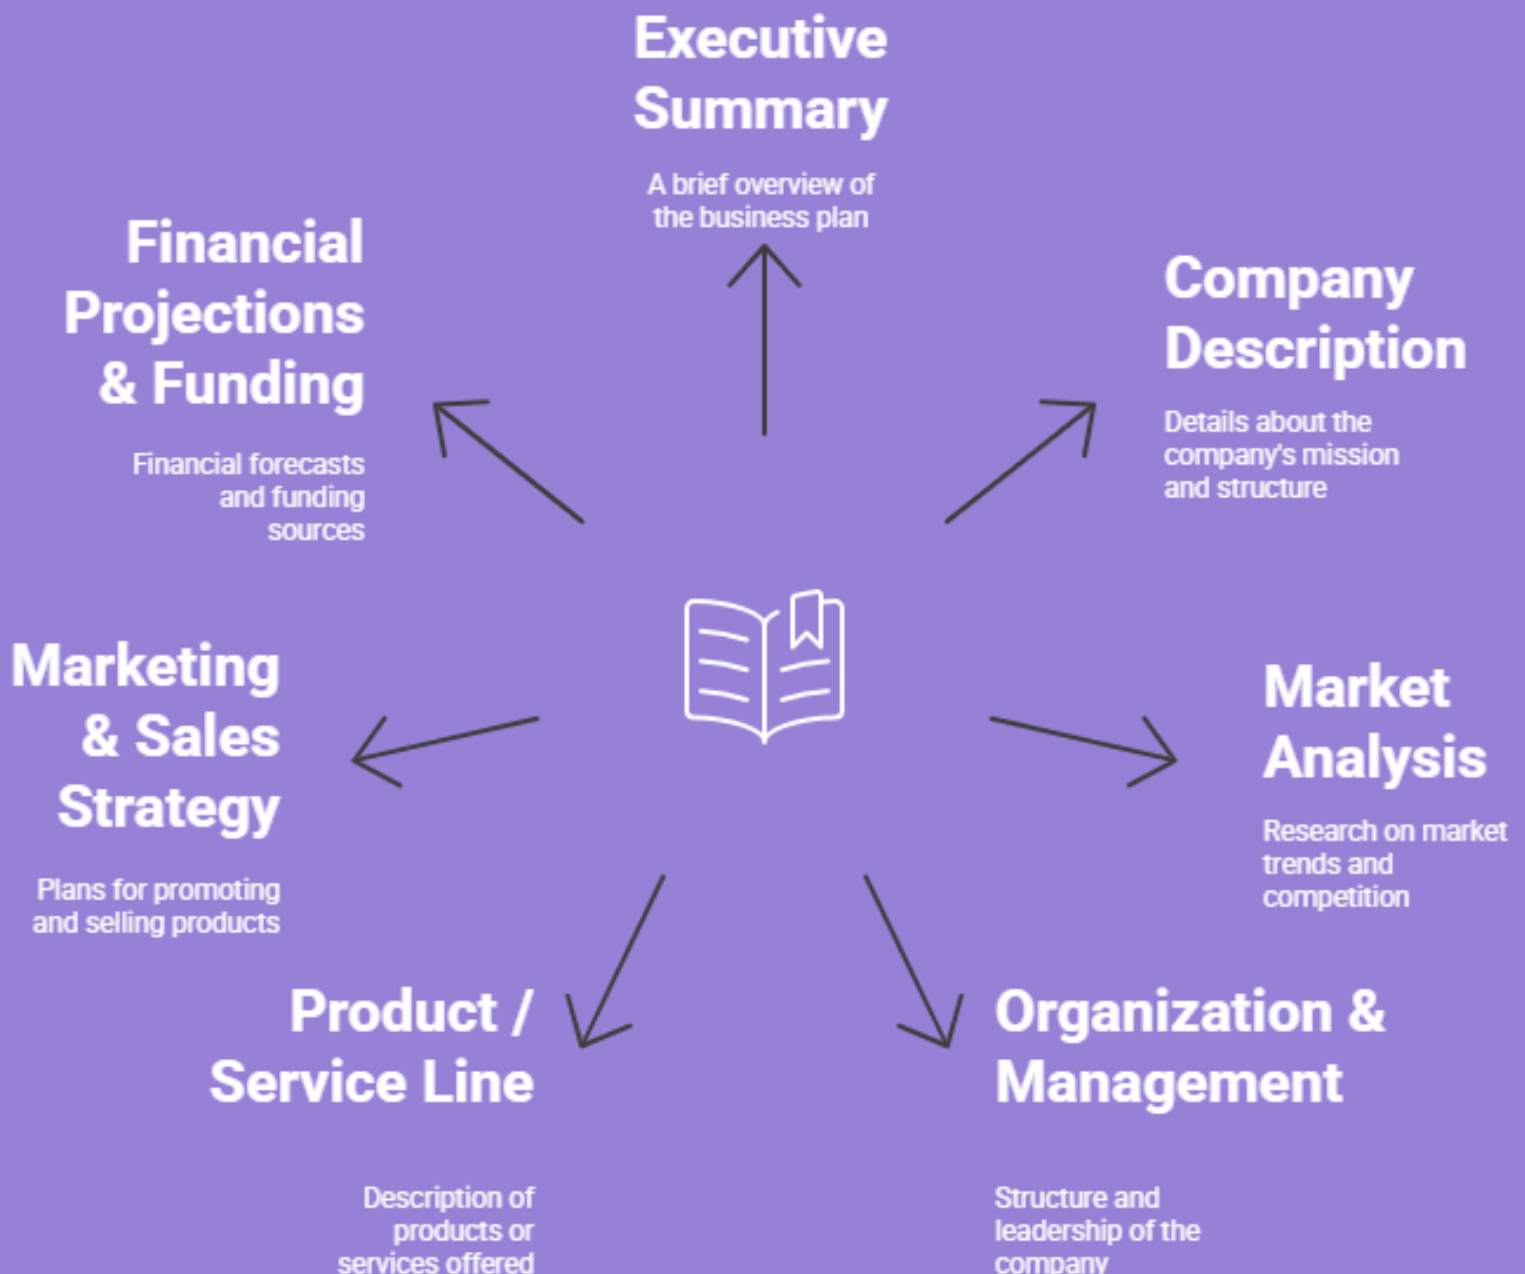 Executive
Summary
A brief overview of
the business plan
Company
Description
Details about the
company's mission
and structure
Market
Analysis
Research on market
trends and
competition
Organization &
Management
Structure and
leadership of the
company
Product /
Service Line
Description of
products or
services offered
Marketing
& Sales
Strategy
Plans for promoting
and selling products
Financial
Projections
& Funding
Financial forecasts
and funding
sources